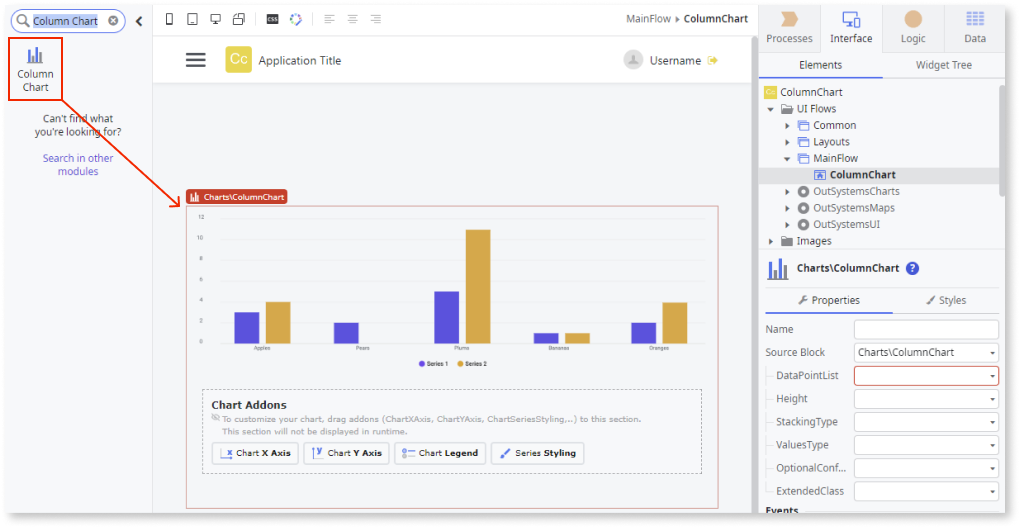 Column Chart
Column
Chart
Can't find what
you're looking for?
Search in other
modules
CSS
MainFlow ▸ ColumnChart
Cc Application Title
Username
Charts\ColumnChart
12
10
8
6
4
2
0
Apples Pears Plums Bananas Oranges
Series 1 Series 2
Chart Addons
To customize your chart, drag addons (ChartXAxis, ChartYAxis, ChartSeriesStyling,..) to this section.
This section will not be displayed in runtime.
x Chart X Axis
y Chart Y Axis
Chart Legend
Series Styling
Processes Interface Logic Data
Elements Widget Tree
Cc ColumnChart
UI Flows
Common
Layouts
MainFlow
ColumnChart
OutSystemsCharts
OutSystemsMaps
OutSystemsUI
Images
Charts\ColumnChart ?
Properties Styles
Name
Source Block Charts\ColumnChart
DataPointList
Height
StackingType
ValuesType
OptionalConf...
ExtendedClass
Events